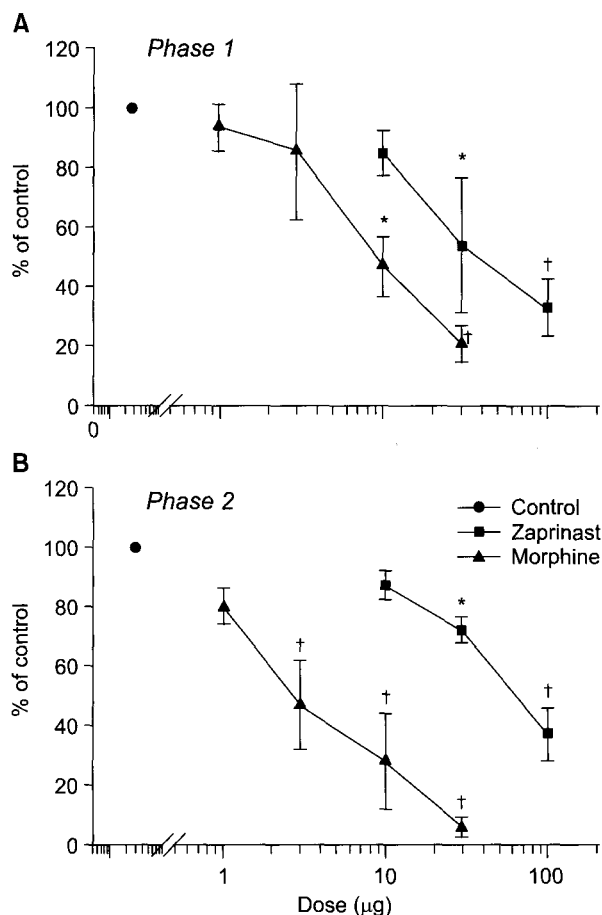 A
Phase 1
120
100
80
60
40
20
0
0
% of control
*
*
†
†
B
Phase 2
120
100
80
60
40
20
0
% of control
Control
Zaprinast
Morphine
†
†
†
*
†
1
10
100
Dose (µg)